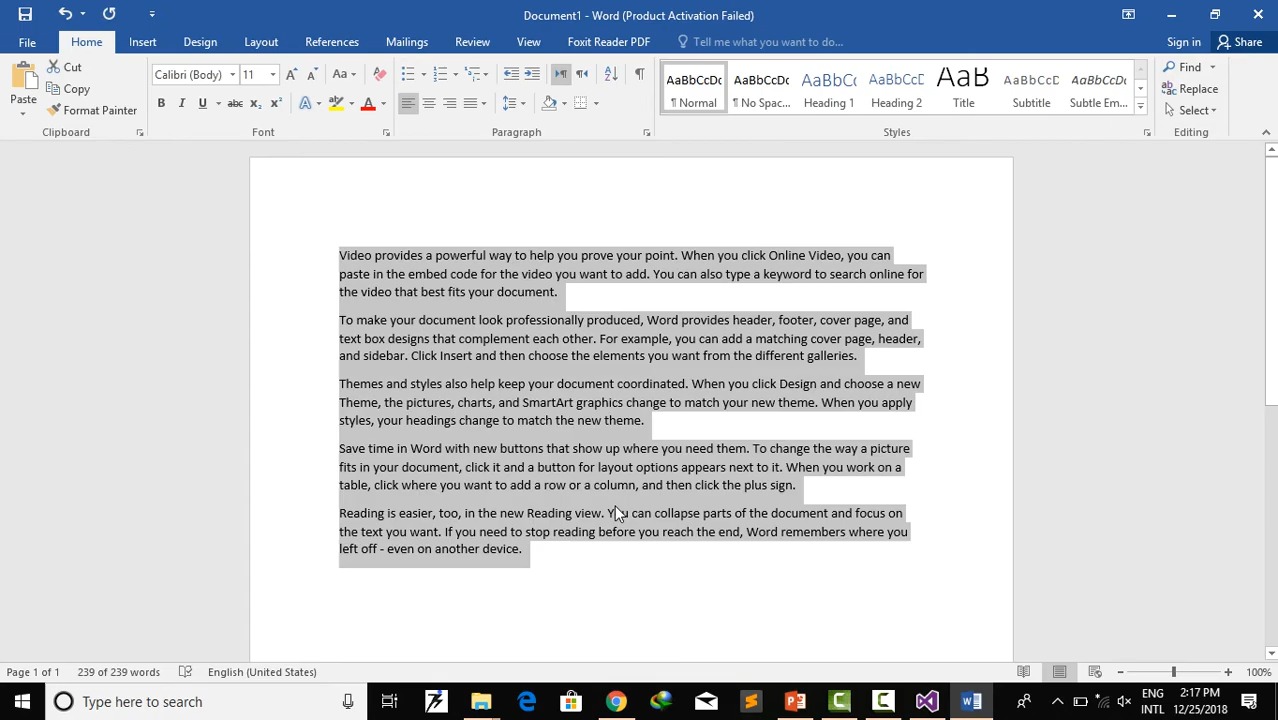 Document1 - Word (Product Activation Failed)
File Home Insert Design Layout References Mailings Review View Foxit Reader PDF Tell me what you want to do... Sign in Share
Paste
Cut
Copy
Format Painter
Calibri (Body) 11
Normal
No Spac...
Heading 1
Heading 2
Title
Subtitle
Subtle Em...
Find
Replace
Select
Clipboard Font Paragraph Styles Editing
Video provides a powerful way to help you prove your point. When you click Online Video, you can
paste in the embed code for the video you want to add. You can also type a keyword to search online for
the video that best fits your document.
To make your document look professionally produced, Word provides header, footer, cover page, and
text box designs that complement each other. For example, you can add a matching cover page, header,
and sidebar. Click Insert and then choose the elements you want from the different galleries.
Themes and styles also help keep your document coordinated. When you click Design and choose a new
Theme, the pictures, charts, and SmartArt graphics change to match your new theme. When you apply
styles, your headings change to match the new theme.
Save time in Word with new buttons that show up where you need them. To change the way a picture
fits in your document, click it and a button for layout options appears next to it. When you work on a
table, click where you want to add a row or a column, and then click the plus sign.
Reading is easier, too, in the new Reading view. You can collapse parts of the document and focus on
the text you want. If you need to stop reading before you reach the end, Word remembers where you
left off - even on another device.
Page 1 of 1 239 of 239 words English (United States) 100%
Type here to search
ENG
INTL
2:17 PM
12/25/2018